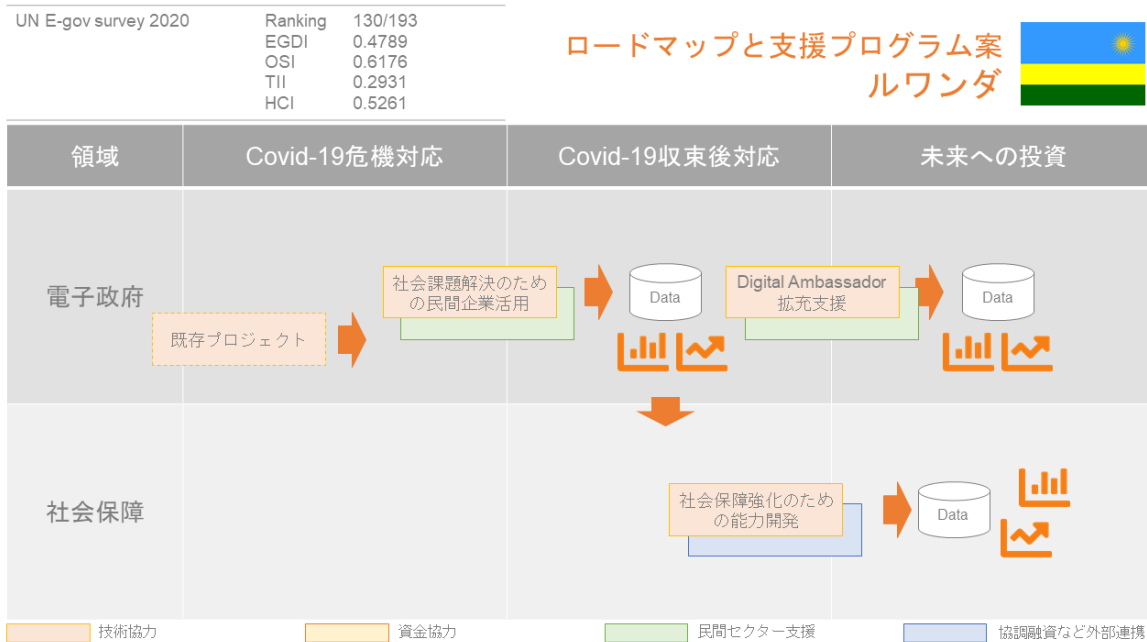 UN E-gov survey 2020
Ranking 130/193
EGDI 0.4789
OSI 0.6176
TII 0.2931
HCI 0.5261
ロードマップと支援プログラム案
ルワンダ
領域
Covid-19危機対応
Covid-19収束後対応
未来への投資
電子政府
既存プロジェクト
社会課題解決のため
の民間企業活用
Data
Digital Ambassador
拡充支援
Data
社会保障
社会保障強化のため
の能力開発
Data
技術協力
資金協力
民間セクター支援
協調融資など外部連携